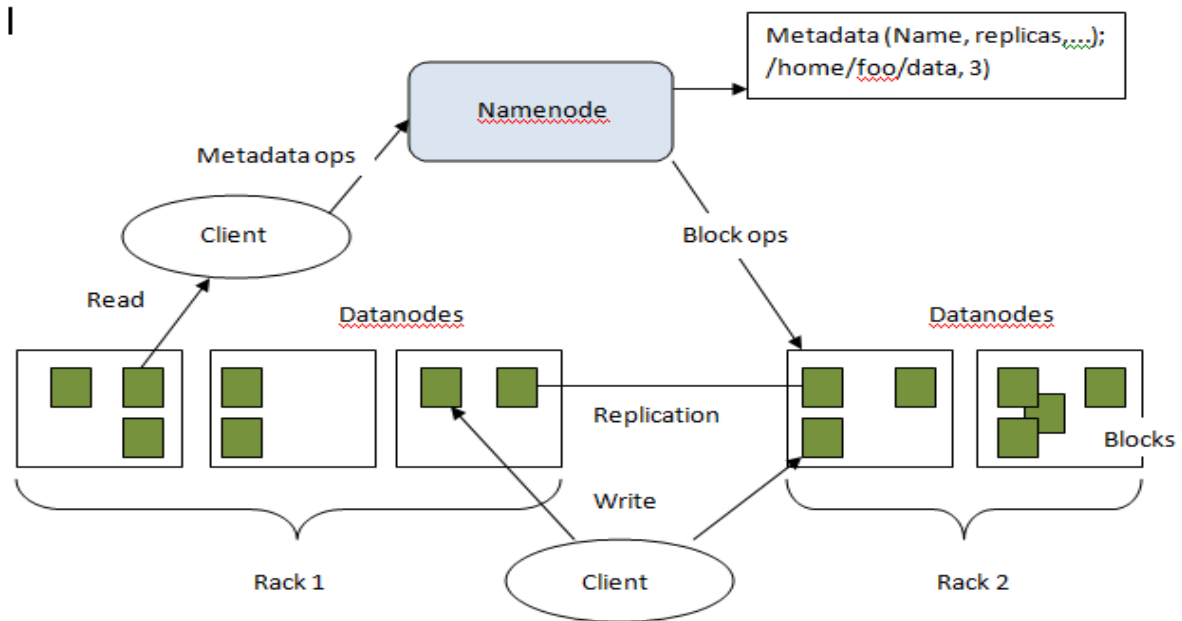 Metadata (Name, replicas,...);
/home/foo/data, 3)
Namenode
Metadata ops
Client
Block ops
Read
Datanodes
Datanodes
Replication
Blocks
Write
Rack 1
Client
Rack 2